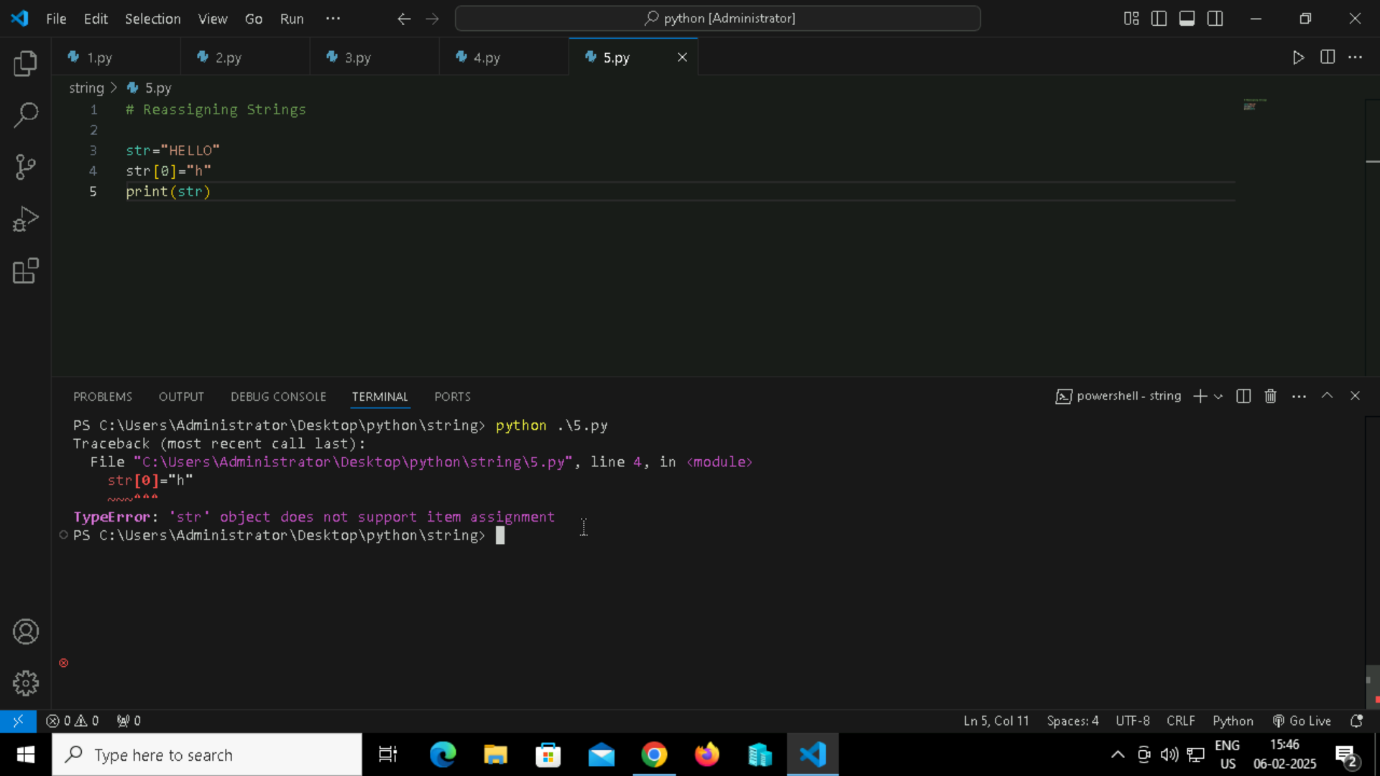 File Edit Selection View Go Run ··· python [Administrator]
1.py 2.py 3.py 4.py 5.py
string > 5.py
1 # Reassigning Strings
2
3 str="HELLO"
4 str[0]="h"
5 print(str)
PROBLEMS OUTPUT DEBUG CONSOLE TERMINAL PORTS powershell - string
PS C:\Users\Administrator\Desktop\python\string> python .\5.py
Traceback (most recent call last):
  File "C:\Users\Administrator\Desktop\python\string\5.py", line 4, in <module>
    str[0]="h"
    ~~~^^^
TypeError: 'str' object does not support item assignment
PS C:\Users\Administrator\Desktop\python\string>
0 0 0 Ln 5, Col 11 Spaces: 4 UTF-8 CRLF Python Go Live
Type here to search ENG 15:46
US 06-02-2025 2